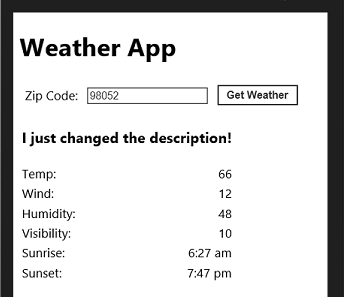 Weather App
Zip Code: 98052 Get Weather
I just changed the description!
Temp: 66
Wind: 12
Humidity: 48
Visibility: 10
Sunrise: 6:27 am
Sunset: 7:47 pm